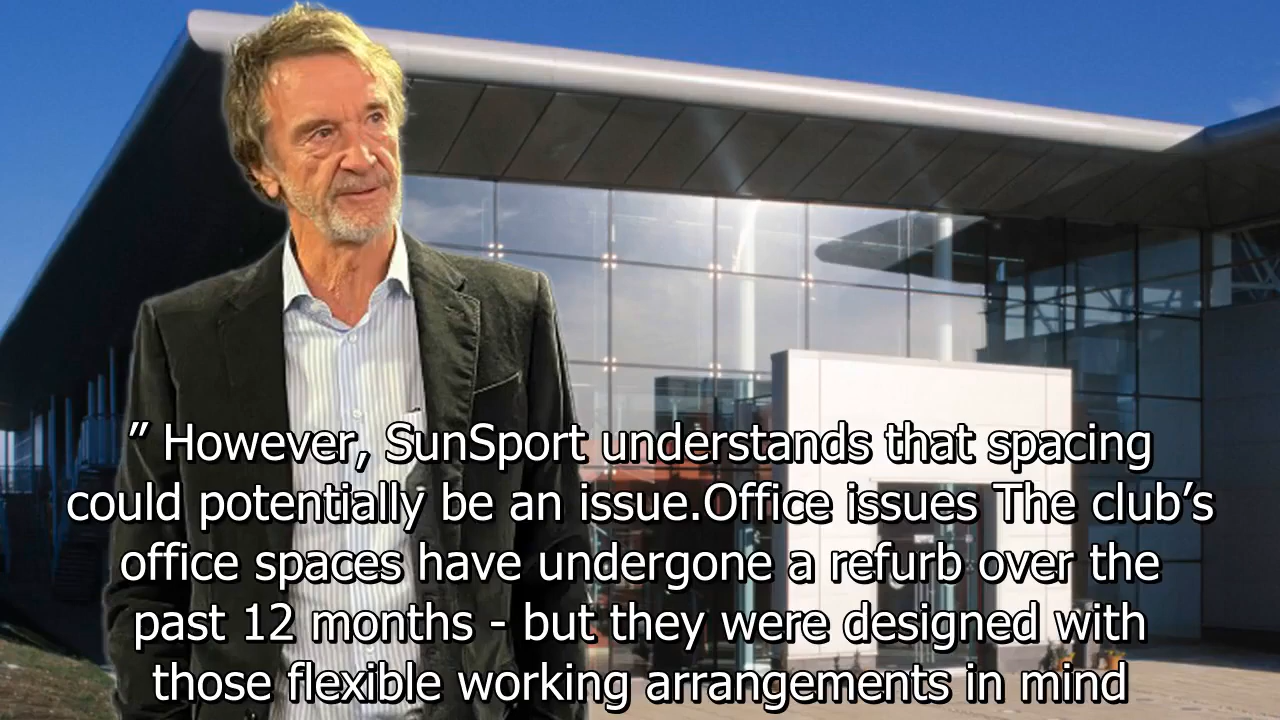 ” However, SunSport understands that spacing
could potentially be an issue.Office issues The club’s
office spaces have undergone a refurb over the
past 12 months - but they were designed with
those flexible working arrangements in mind